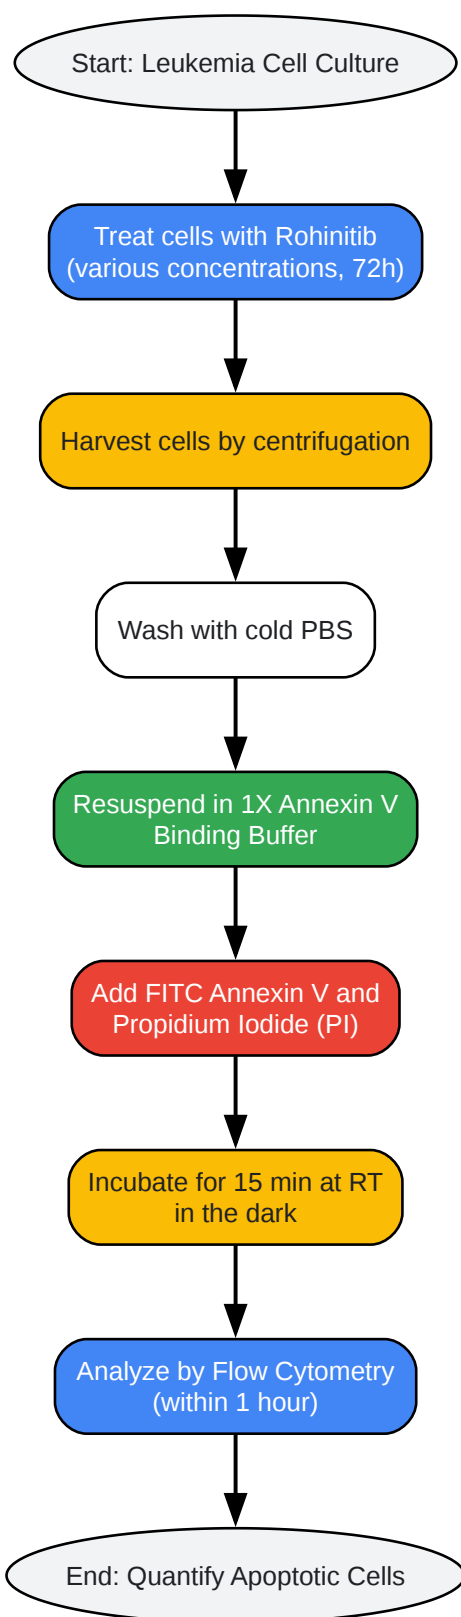 Start: Leukemia Cell Culture
Treat cells with Rohinitib
(various concentrations, 72h)
Harvest cells by centrifugation
Wash with cold PBS
Resuspend in 1X Annexin V
Binding Buffer
Add FITC Annexin V and
Propidium Iodide (PI)
Incubate for 15 min at RT
in the dark
Analyze by Flow Cytometry
(within 1 hour)
End: Quantify Apoptotic Cells